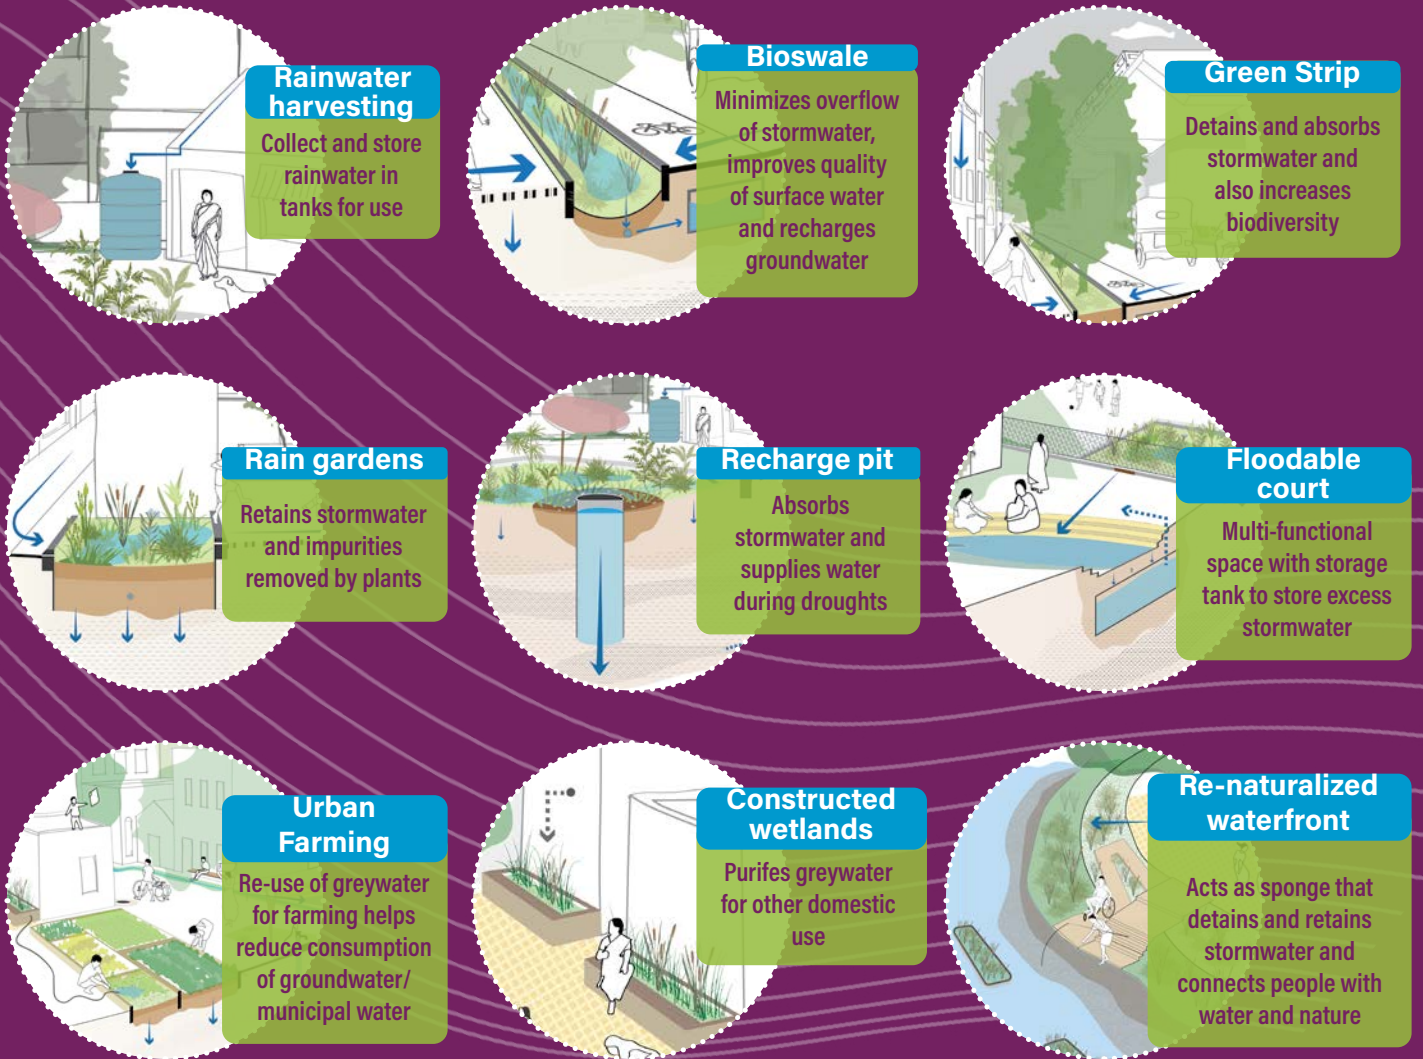 Rainwater
harvesting
Collect and store
rainwater in
tanks for use
Bioswale
Minimizes overflow
of stormwater,
improves quality
of surface water
and recharges
groundwater
Green Strip
Detains and absorbs
stormwater and
also increases
biodiversity
Rain gardens
Retains stormwater
and impurities
removed by plants
Recharge pit
Absorbs
stormwater and
supplies water
during droughts
Floodable
court
Multi-functional
space with storage
tank to store excess
stormwater
Urban
Farming
Re-use of greywater
for farming helps
reduce consumption
of groundwater/
municipal water
Constructed
wetlands
Purifes greywater
for other domestic
use
Re-naturalized
waterfront
Acts as sponge that
detains and retains
stormwater and
connects people with
water and nature